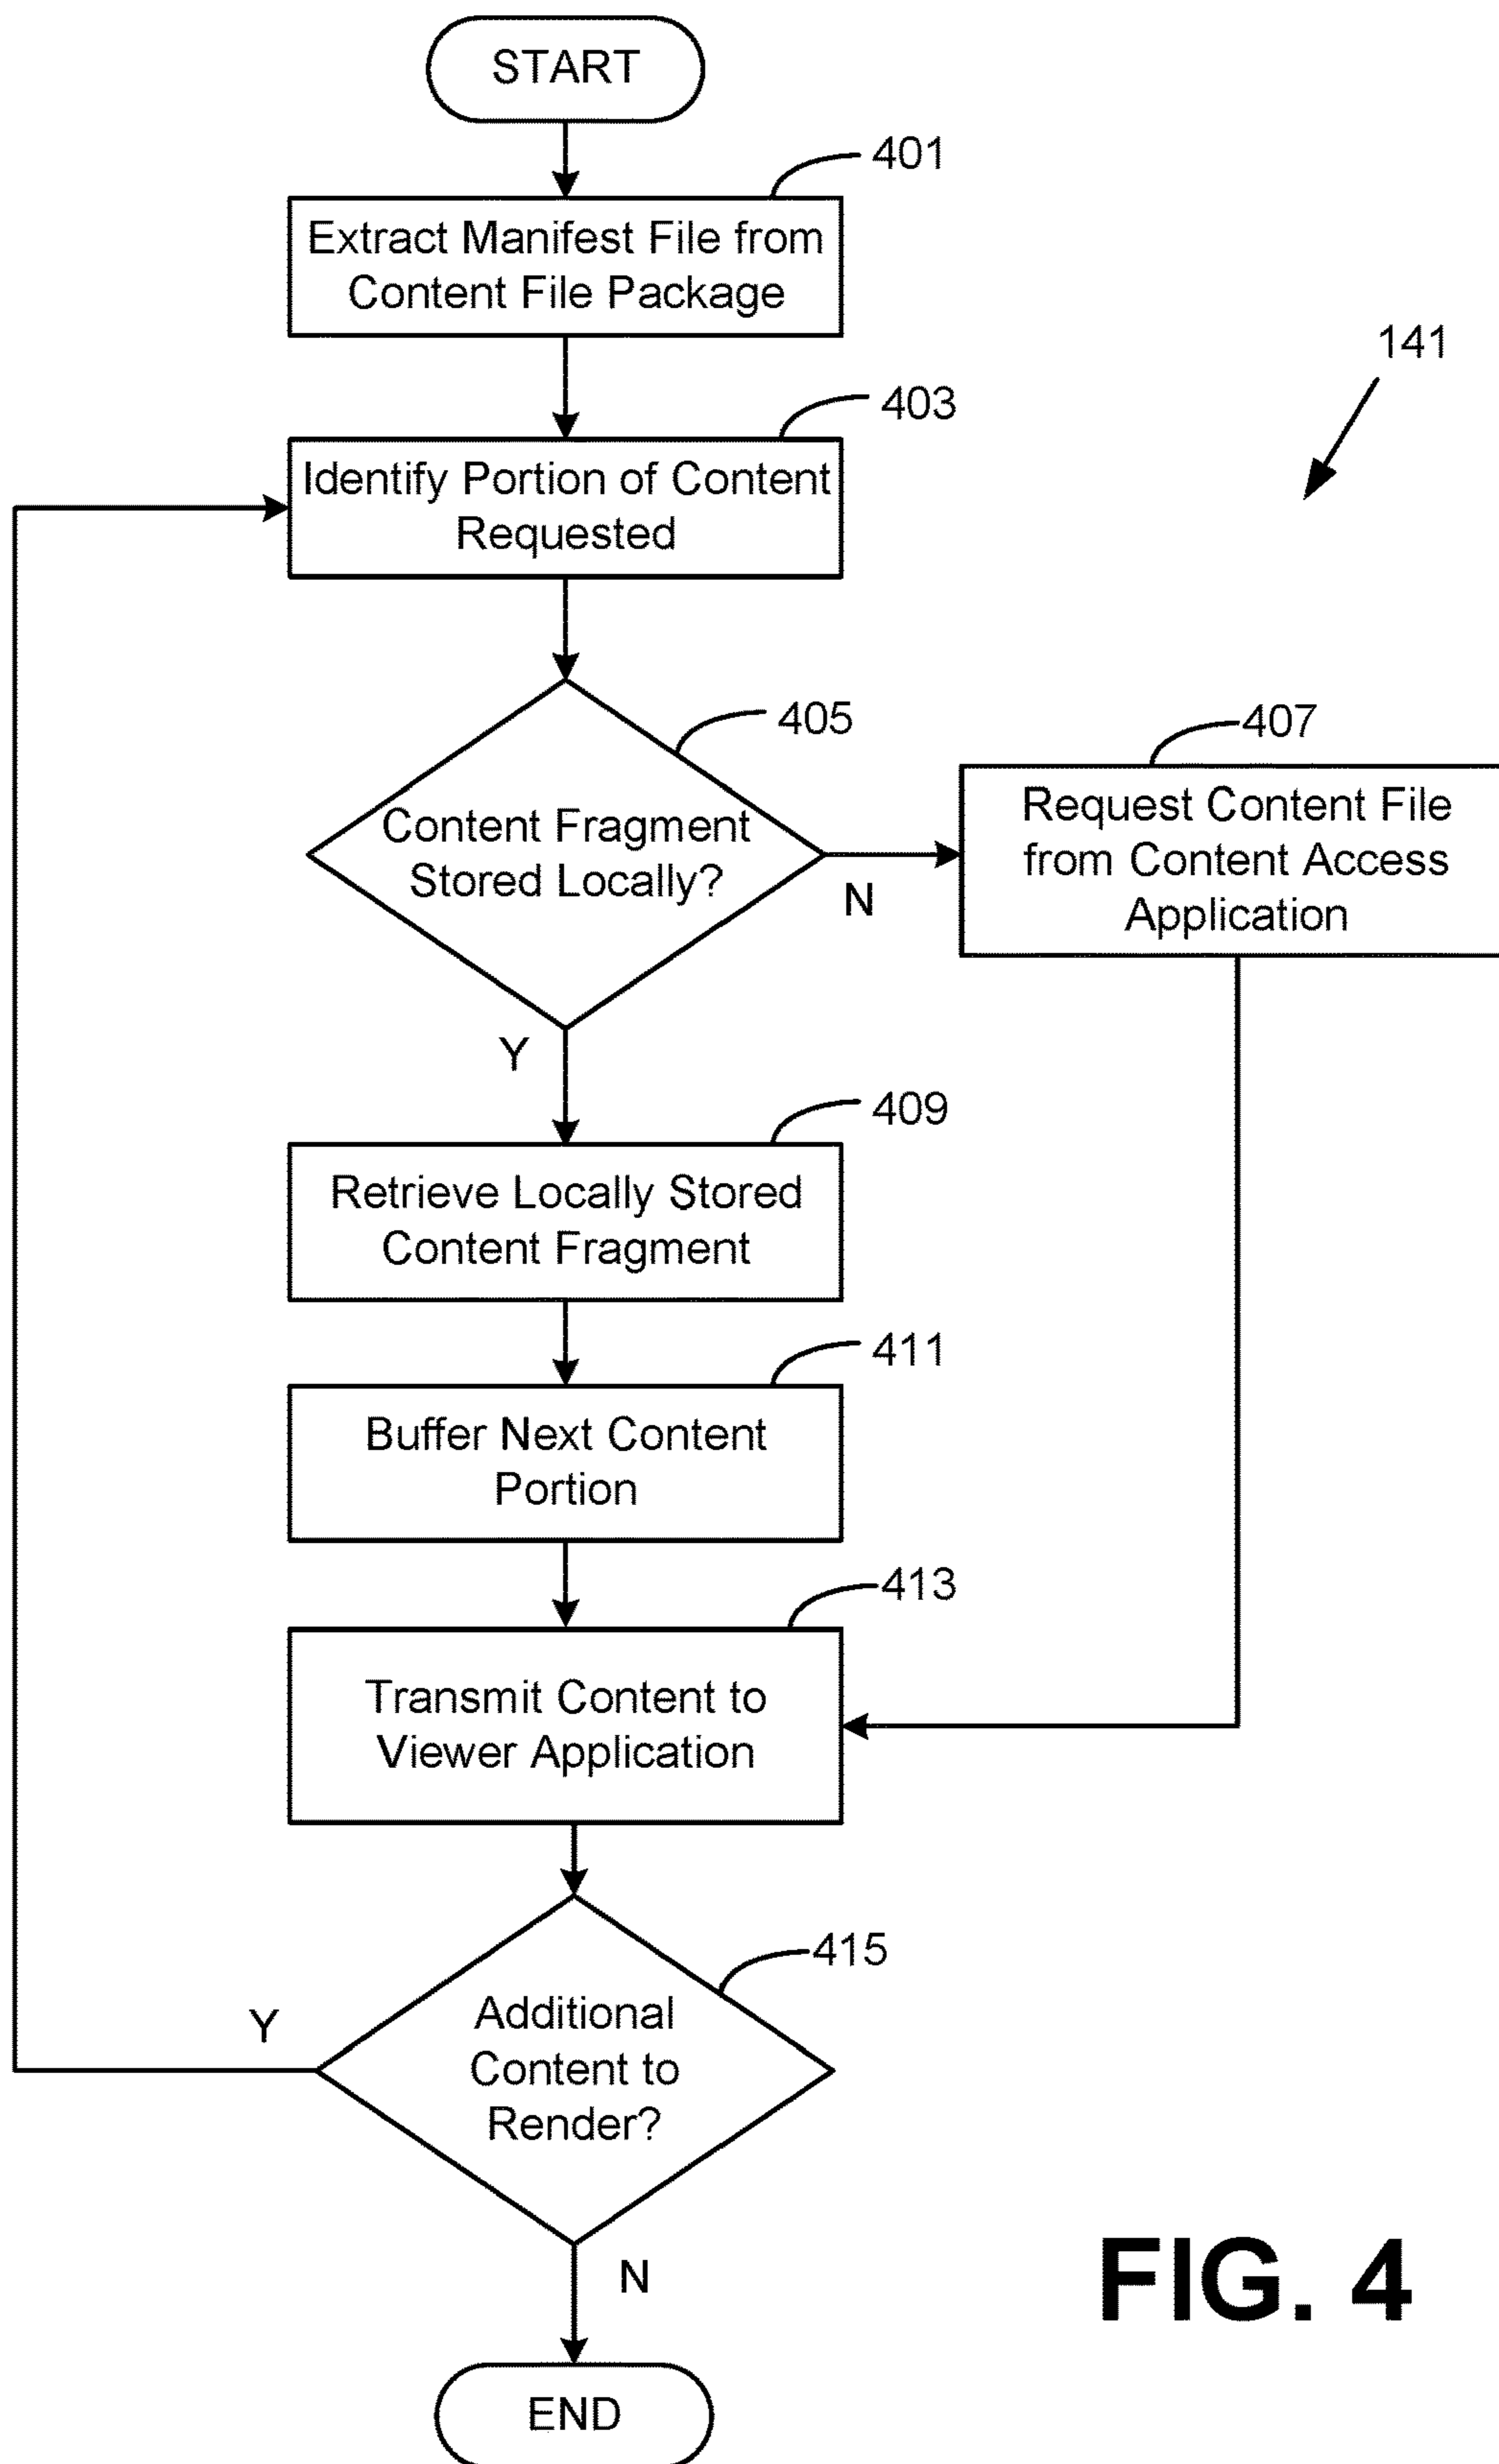 START
401
Extract Manifest File from
Content File Package
141
403
Identify Portion of Content
Requested
405
Content Fragment
Stored Locally?
N
407
Request Content File
from Content Access
Application
Y
409
Retrieve Locally Stored
Content Fragment
411
Buffer Next Content
Portion
413
Transmit Content to
Viewer Application
415
Additional
Content to
Render?
Y
N
FIG. 4
END